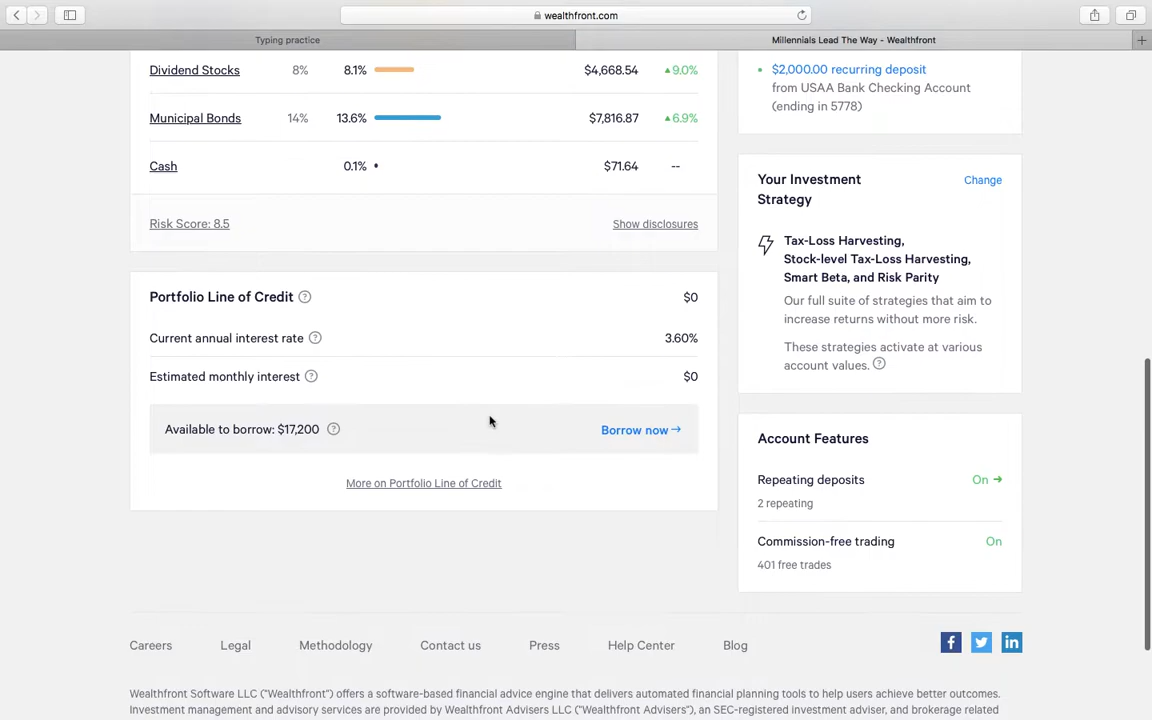 wealthfront.com
Typing practice
Millennials Lead The Way - Wealthfront
Dividend Stocks 8% 8.1% $4,668.54 ▲9.0%
Municipal Bonds 14% 13.6% $7,816.87 ▲6.9%
Cash 0.1% $71.64 --
Risk Score: 8.5 Show disclosures
Portfolio Line of Credit ? $0
Current annual interest rate ? 3.60%
Estimated monthly interest ? $0
Available to borrow: $17,200 ? Borrow now →
More on Portfolio Line of Credit
• $2,000.00 recurring deposit
from USAA Bank Checking Account
(ending in 5778)
Your Investment
Strategy
Change
Tax-Loss Harvesting,
Stock-level Tax-Loss Harvesting,
Smart Beta, and Risk Parity
Our full suite of strategies that aim to
increase returns without more risk.
These strategies activate at various
account values. ?
Account Features
Repeating deposits On →
2 repeating
Commission-free trading On
401 free trades
Careers Legal Methodology Contact us Press Help Center Blog
f in
Wealthfront Software LLC ("Wealthfront") offers a software-based financial advice engine that delivers automated financial planning tools to help users achieve better outcomes.
Investment management and advisory services are provided by Wealthfront Advisers LLC ("Wealthfront Advisers"), an SEC-registered investment adviser, and brokerage related